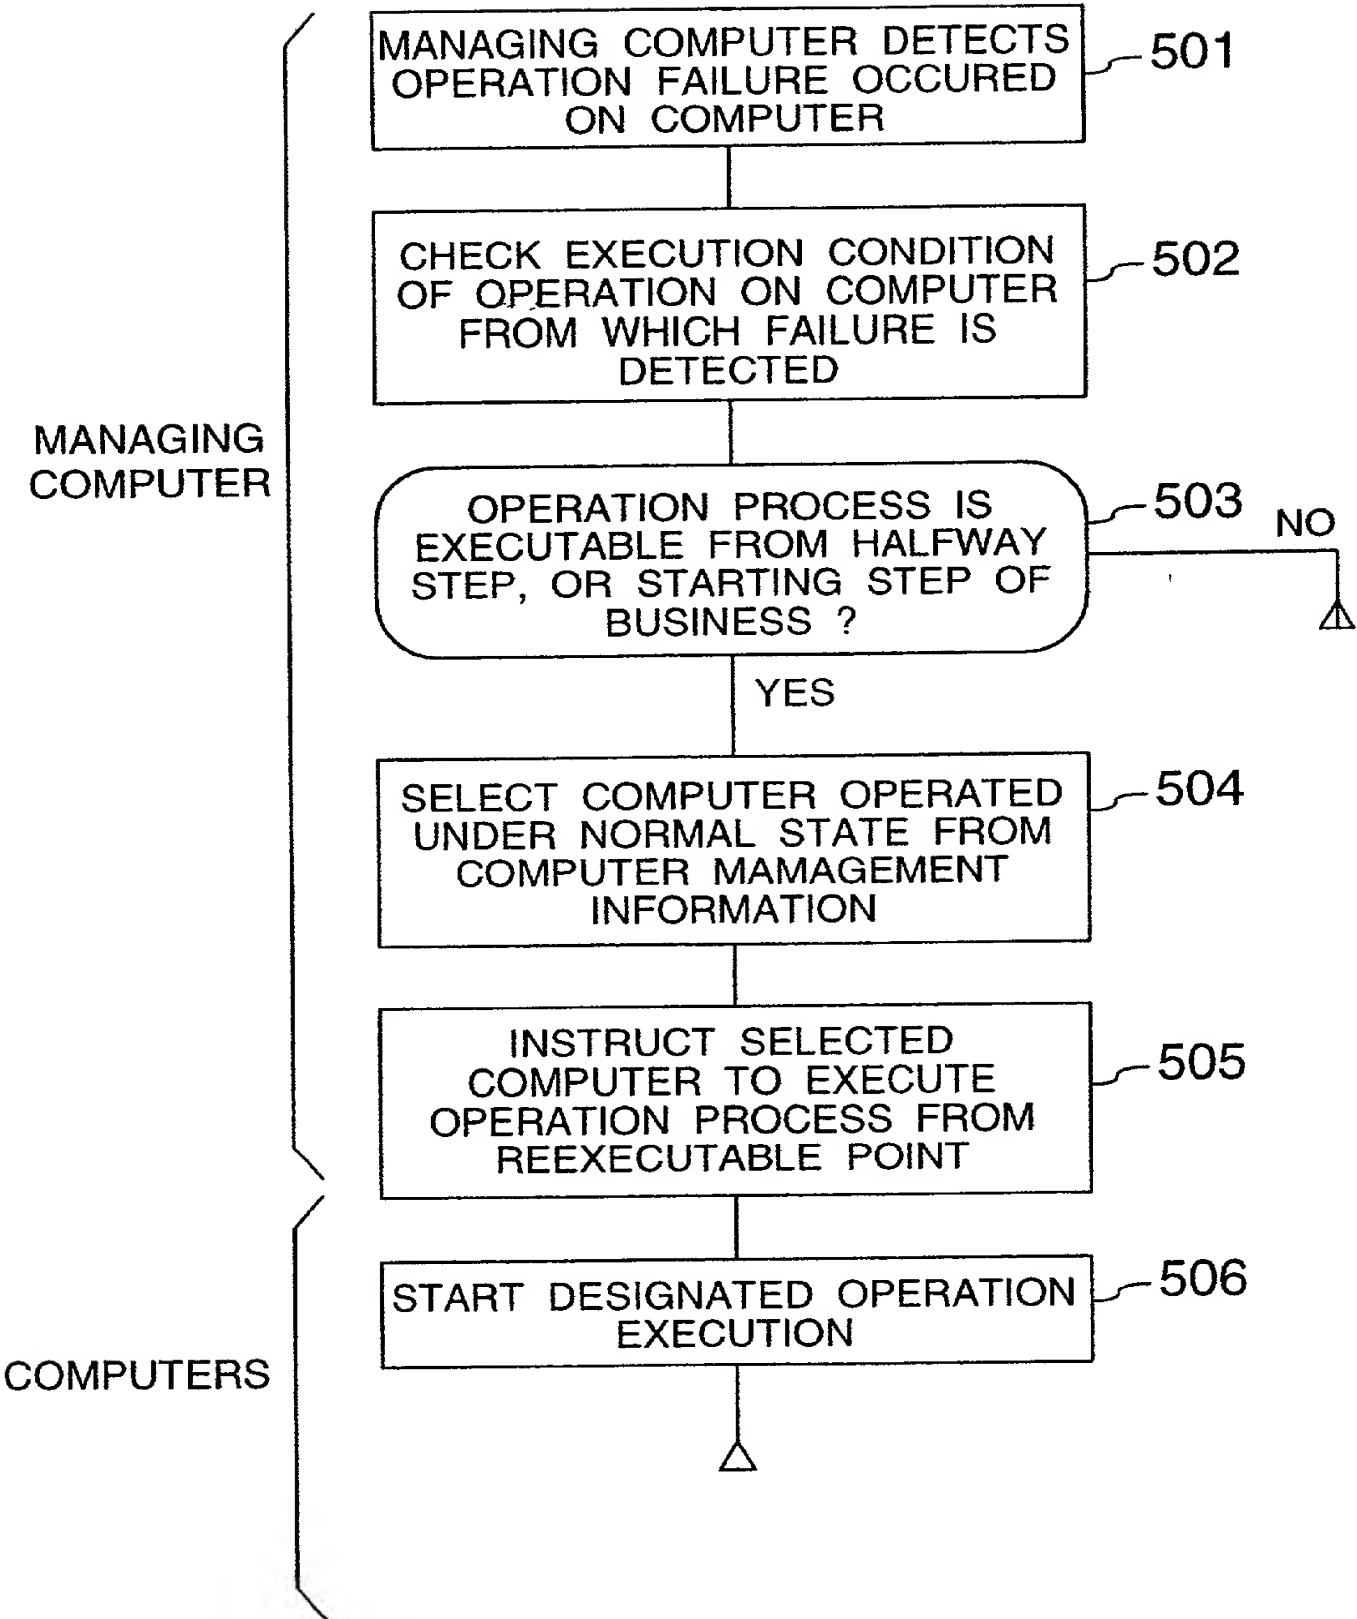 MANAGING COMPUTER DETECTS
OPERATION FAILURE OCCURED
ON COMPUTER
501
CHECK EXECUTION CONDITION
OF OPERATION ON COMPUTER
FROM WHICH FAILURE IS
DETECTED
502
MANAGING
COMPUTER
OPERATION PROCESS IS
EXECUTABLE FROM HALFWAY
STEP, OR STARTING STEP OF
BUSINESS ?
503
NO
YES
SELECT COMPUTER OPERATED
UNDER NORMAL STATE FROM
COMPUTER MAMAGEMENT
INFORMATION
504
INSTRUCT SELECTED
COMPUTER TO EXECUTE
OPERATION PROCESS FROM
REEXECUTABLE POINT
505
START DESIGNATED OPERATION
EXECUTION
506
COMPUTERS